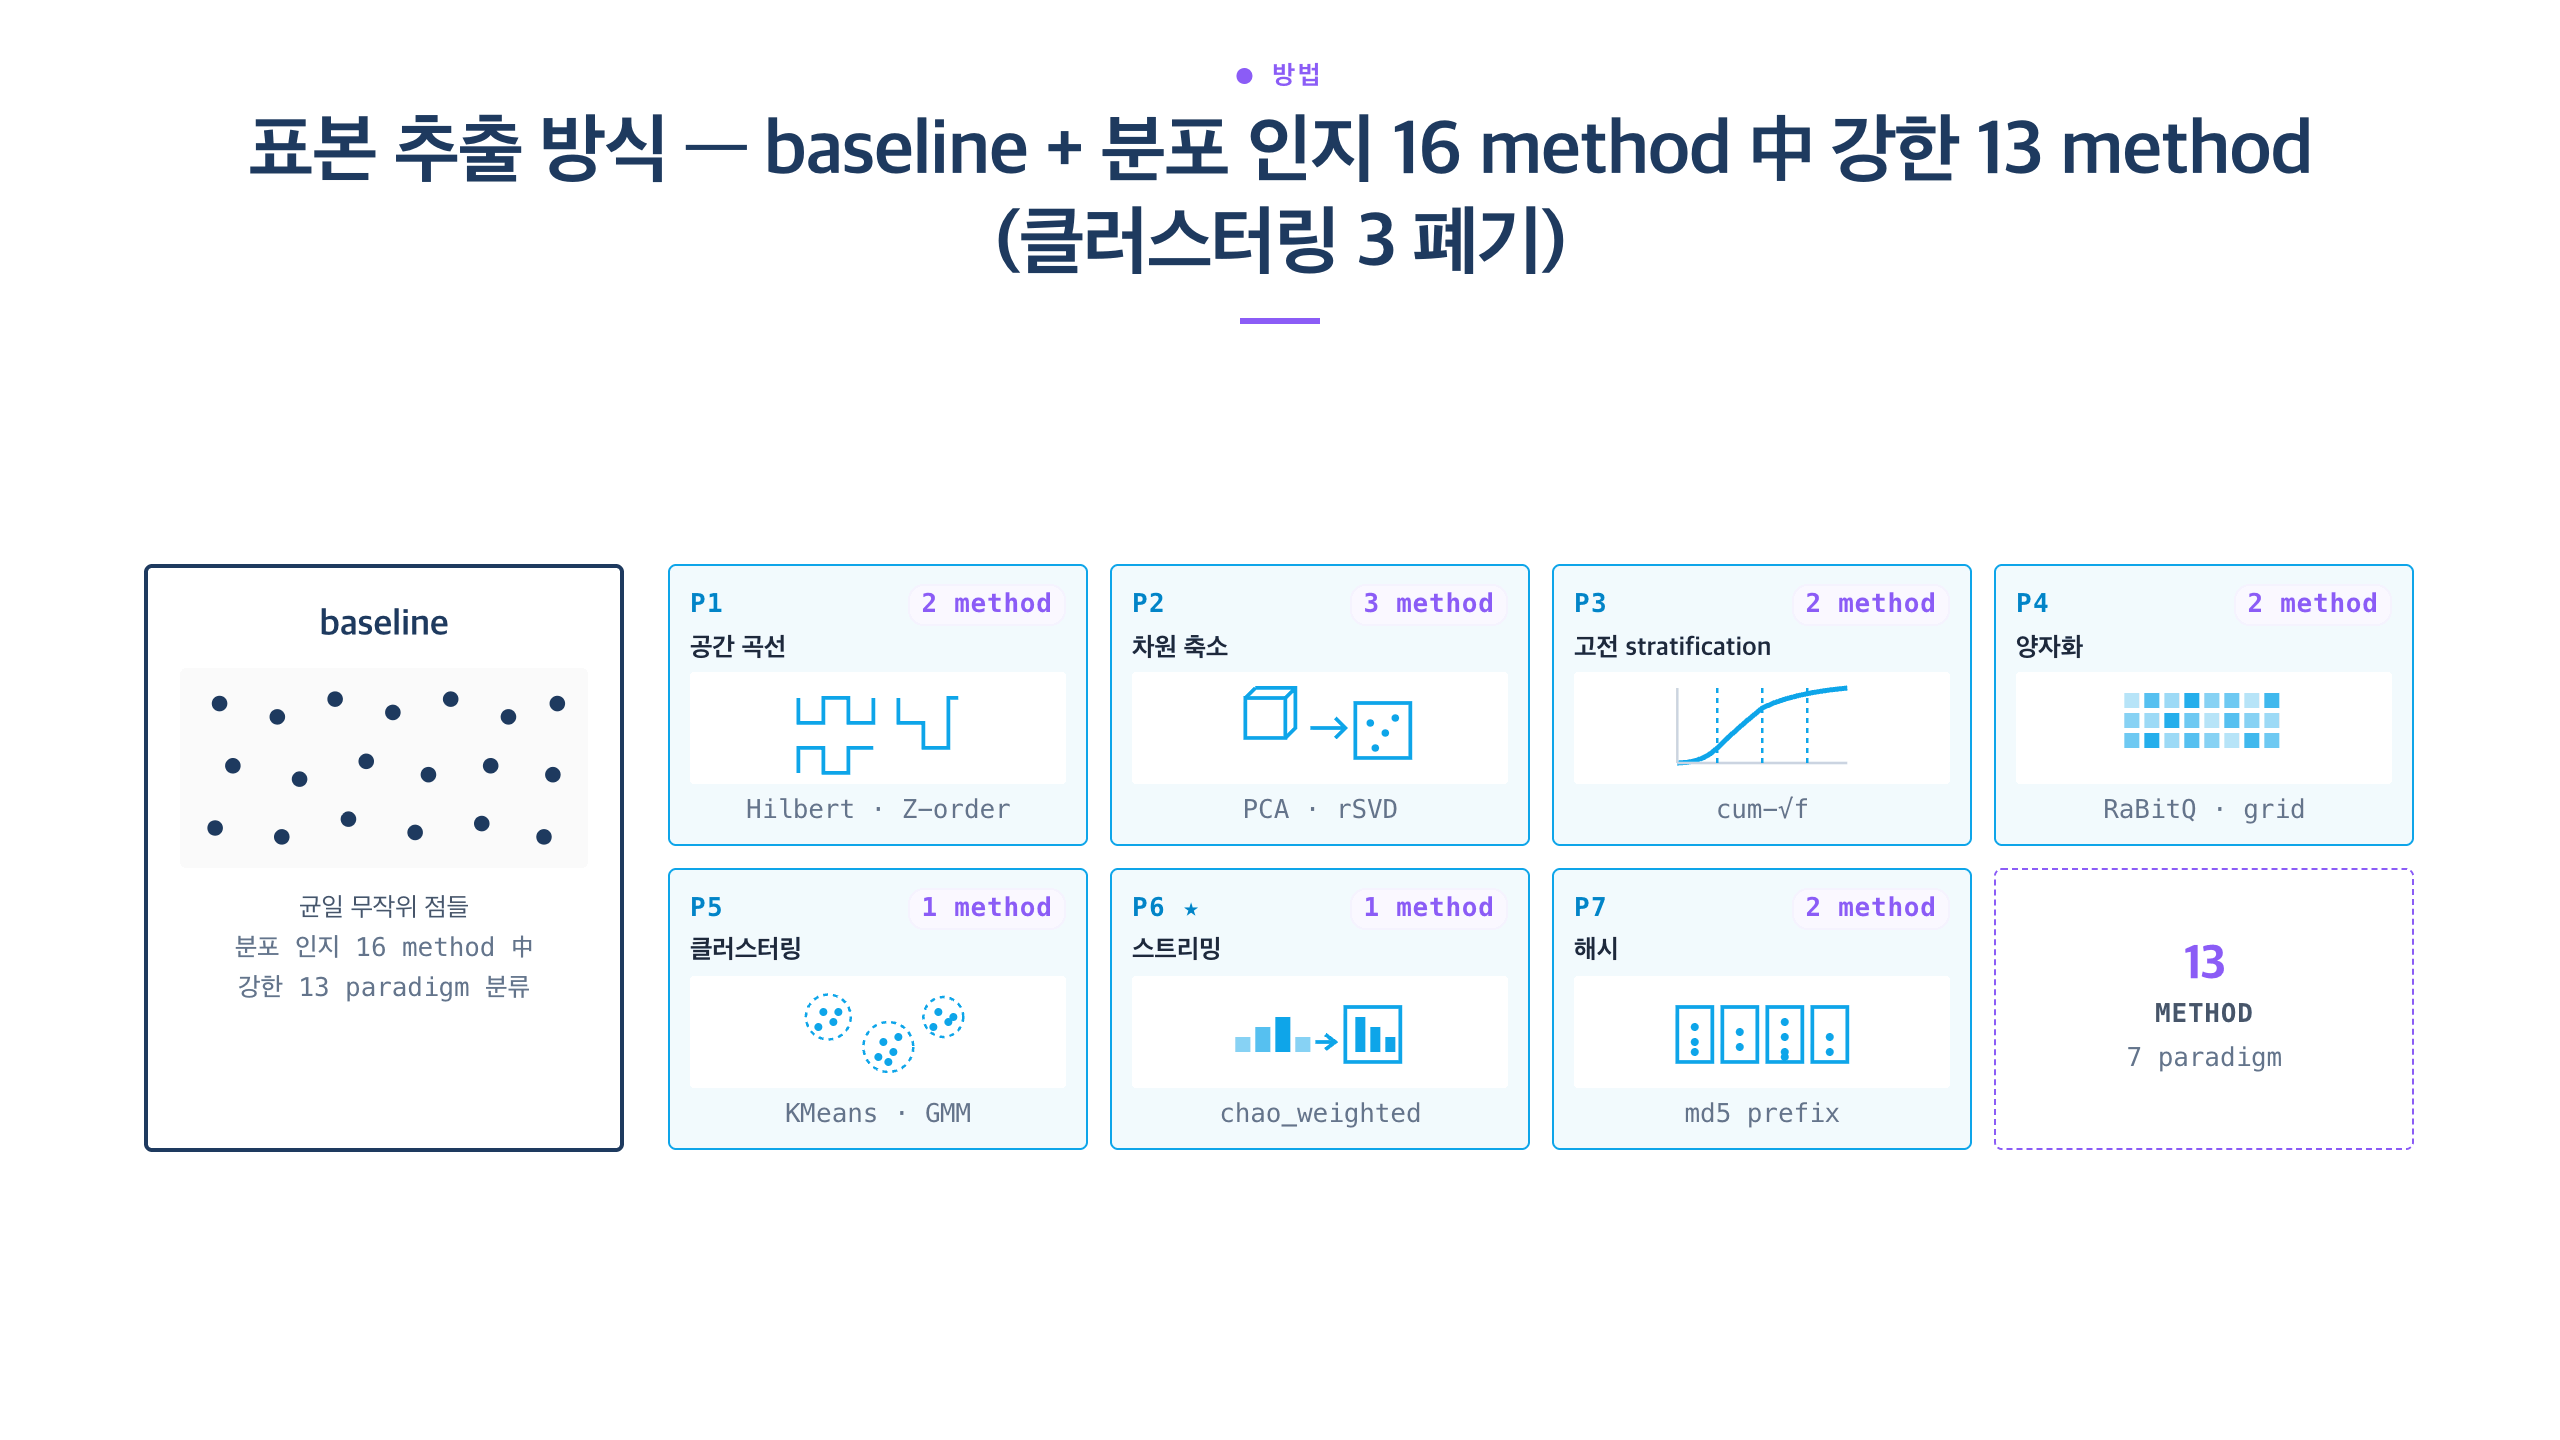 방법
표본 추출 방식 — baseline + 분포 인지 16 method 中 강한 13 method
(클러스터링 3 폐기)
baseline
균일 무작위 점들
분포 인지 16 method 中
강한 13 paradigm 분류
P1
2 method
공간 곡선
Hilbert · Z-order
P2
3 method
차원 축소
PCA · rSVD
P3
2 method
고전 stratification
cum-√f
P4
2 method
양자화
RaBitQ · grid
P5
1 method
클러스터링
KMeans · GMM
P6 ★
1 method
스트리밍
chao_weighted
P7
2 method
해시
md5 prefix
13
METHOD
7 paradigm